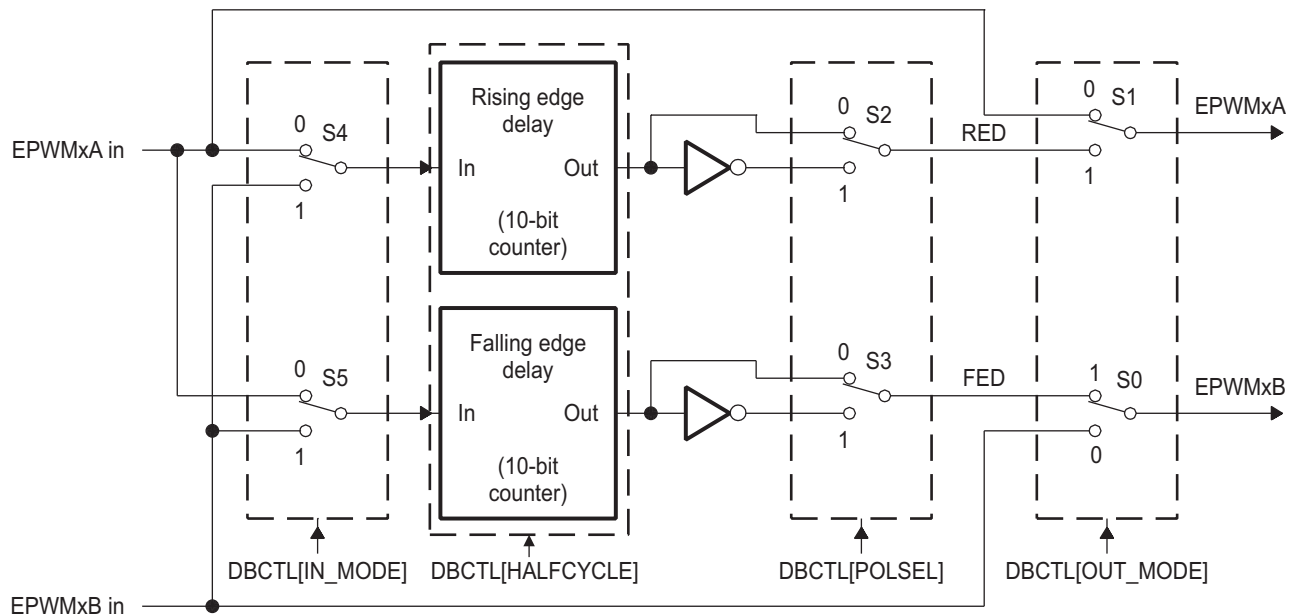 0
S1
EPWMxA
1
Rising edge
delay
In
Out
(10-bit
counter)
0
S4
1
EPWMxA in
0
S2
1
RED
Falling edge
delay
In
Out
(10-bit
counter)
0
S5
1
0
S3
1
FED
1
S0
0
EPWMxB
DBCTL[IN_MODE]
DBCTL[HALFCYCLE]
DBCTL[POLSEL]
DBCTL[OUT_MODE]
EPWMxB in